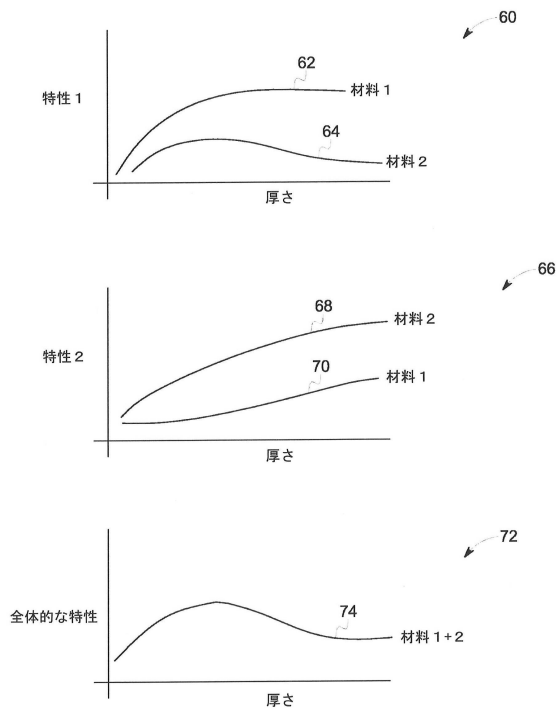 60
62
材料1
特性1
64
材料2
厚さ
66
68
材料2
特性2
70
材料1
厚さ
72
74
全体的な特性
材料1+2
厚さ